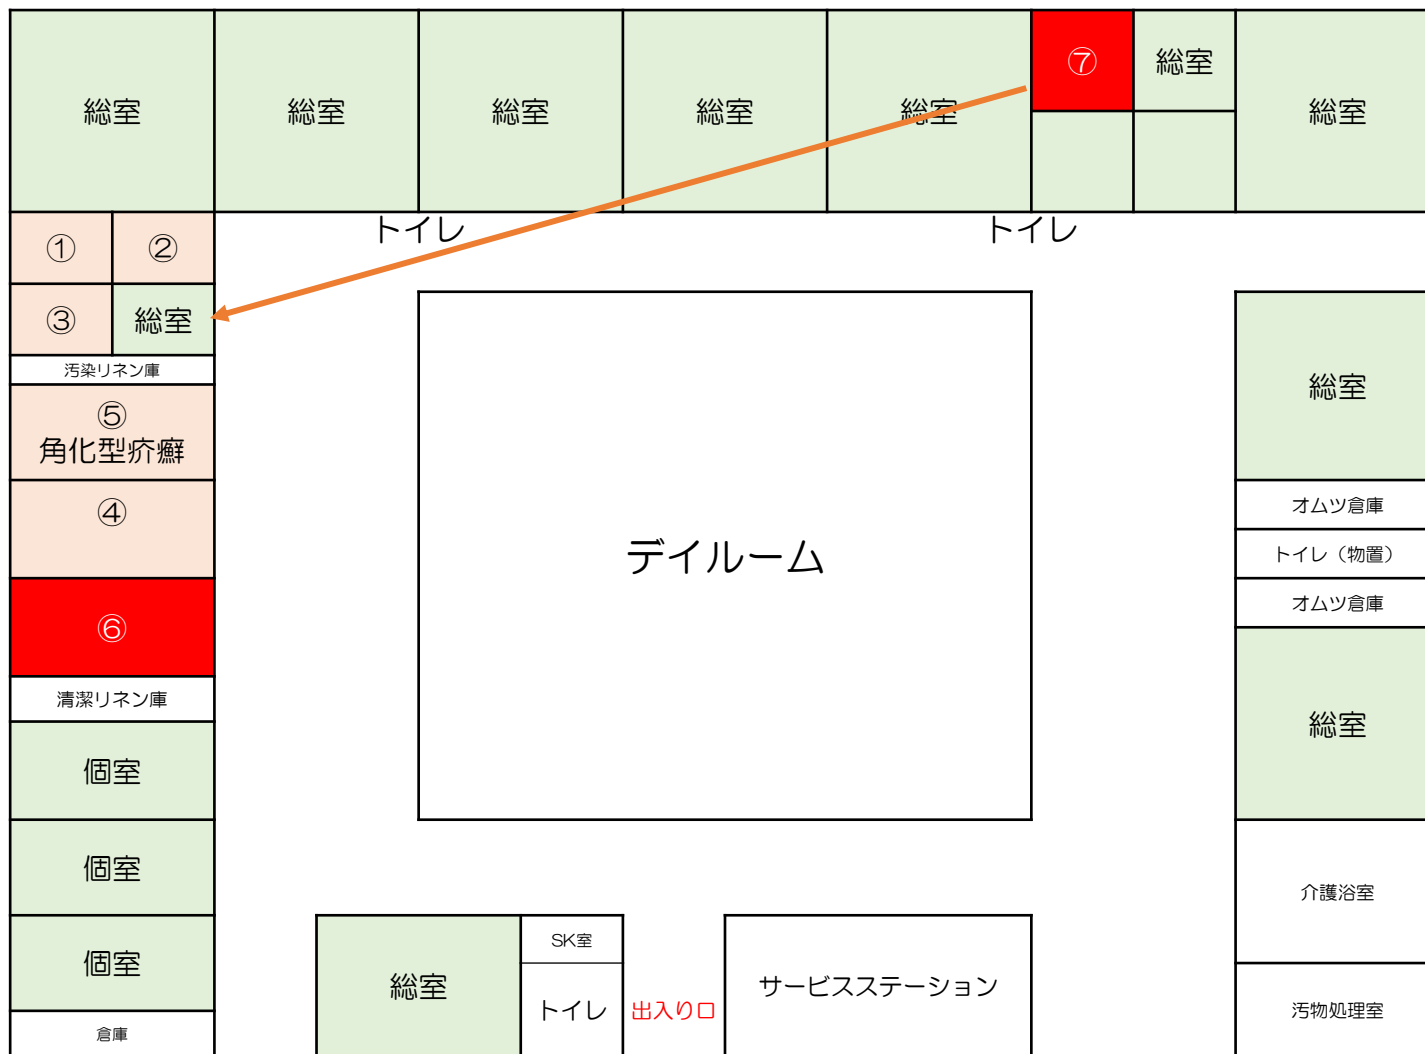 総室
総室
総室
総室
総室
⑦
総室
総室
トイレ
トイレ
①
②
③
総室
汚染リネン庫
⑤
角化型疥癬
④
⑥
清潔リネン庫
個室
個室
個室
倉庫
デイルーム
総室
オムツ倉庫
トイレ（物置）
オムツ倉庫
総室
介護浴室
汚物処理室
総室
SK室
トイレ
出入り口
サービスステーション